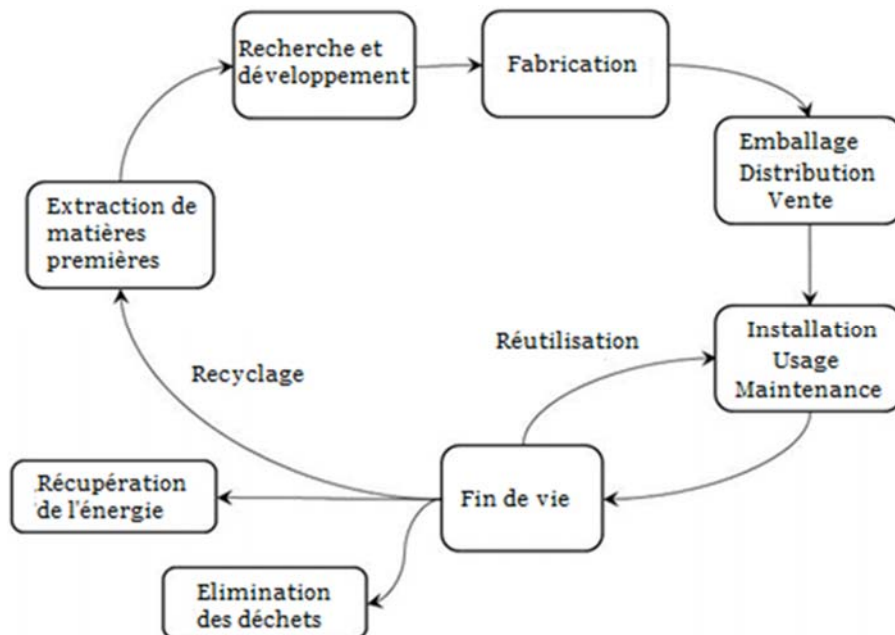 Recherche et
développement
Fabrication
Emballage
Distribution
Vente
Extraction de
matières
premières
Installation
Usage
Maintenance
Réutilisation
Recyclage
Récupération
de l'énergie
Fin de vie
Elimination
des déchets